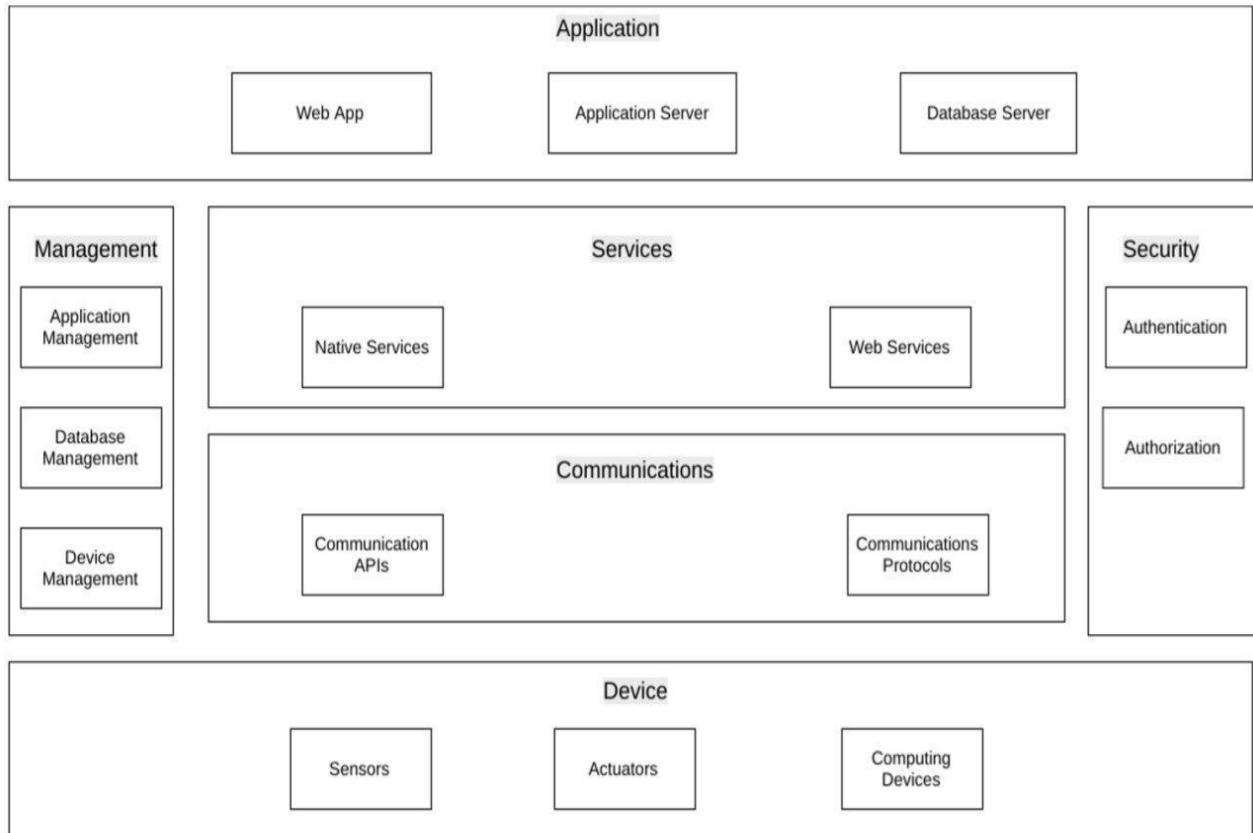 Application
Web App
Application Server
Database Server
Management
Application
Management
Database
Management
Device
Management
Services
Native Services
Web Services
Communications
Communication
APIs
Communications
Protocols
Security
Authentication
Authorization
Device
Sensors
Actuators
Computing
Devices